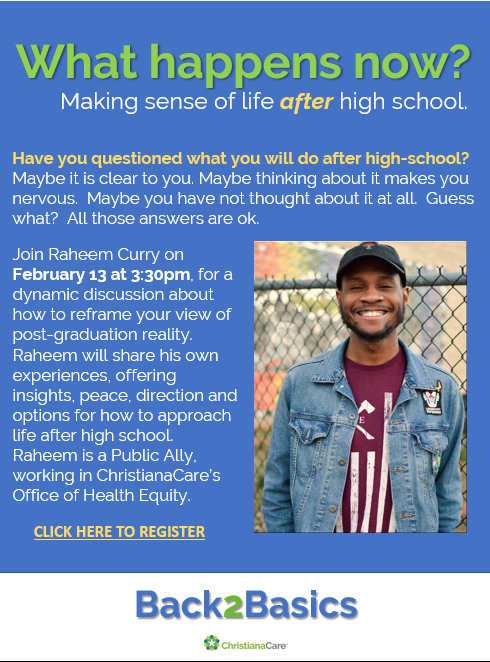 What happens now?
Making sense of life after high school.
Have you questioned what you will do after high-school?
Maybe it is clear to you. Maybe thinking about it makes you
nervous.  Maybe you have not thought about it at all.  Guess
what?  All those answers are ok.
Join Raheem Curry on
February 13 at 3:30pm, for a
dynamic discussion about
how to reframe your view of
post-graduation reality.
Raheem will share his own
experiences, offering
insights, peace, direction and
options for how to approach
life after high school.
Raheem is a Public Ally,
working in ChristianaCare's
Office of Health Equity.
CLICK HERE TO REGISTER
Back2Basics
ChristianaCare